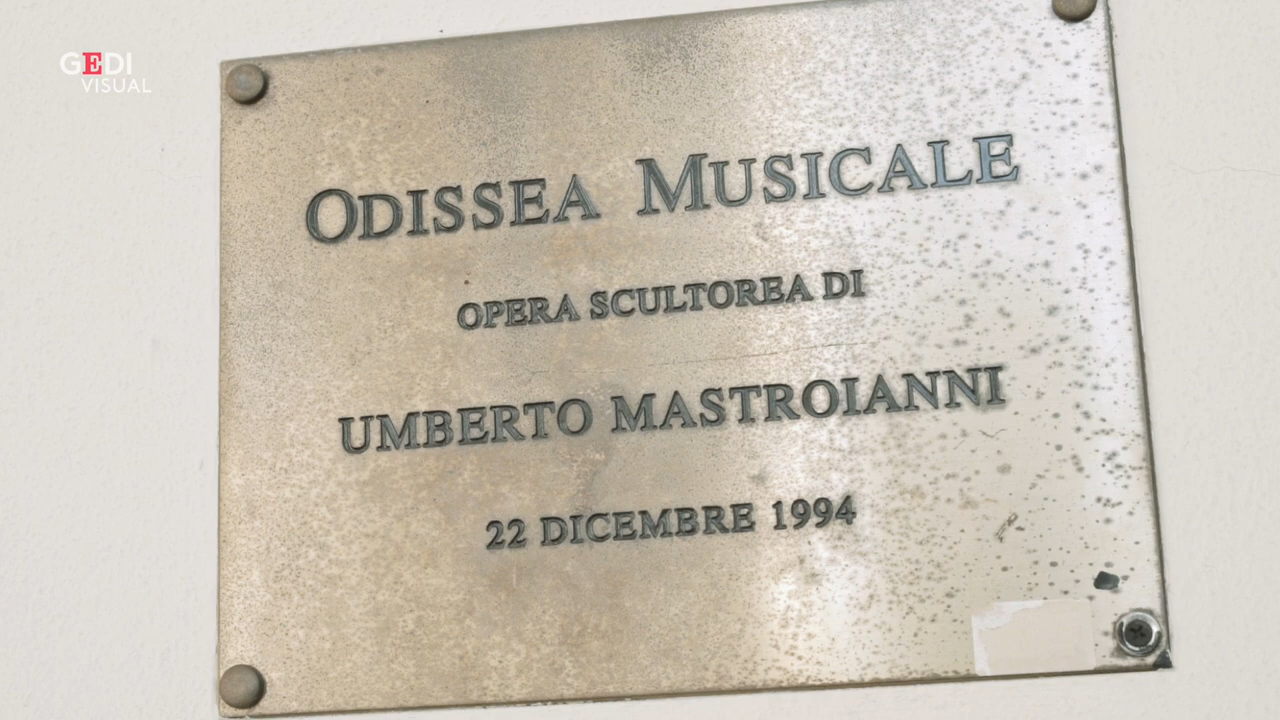 GEDI
VISUAL
ODISSEA MUSICALE
OPERA SCULTOREA DI
UMBERTO MASTROIANNI
22 DICEMBRE 1994